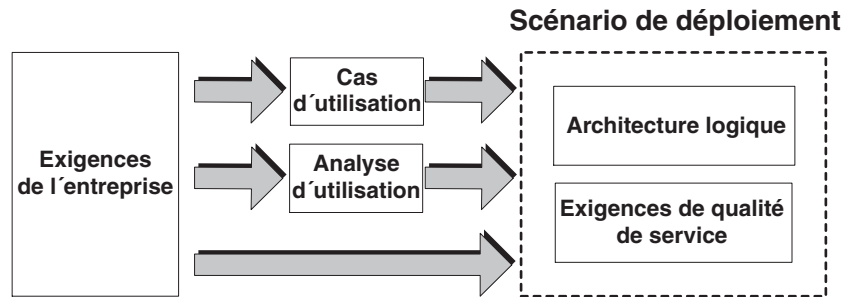 Scénario de déploiement
Cas
d´utilisation
Architecture logique
Exigences
de l´entreprise
Analyse
d´utilisation
Exigences de qualité
de service